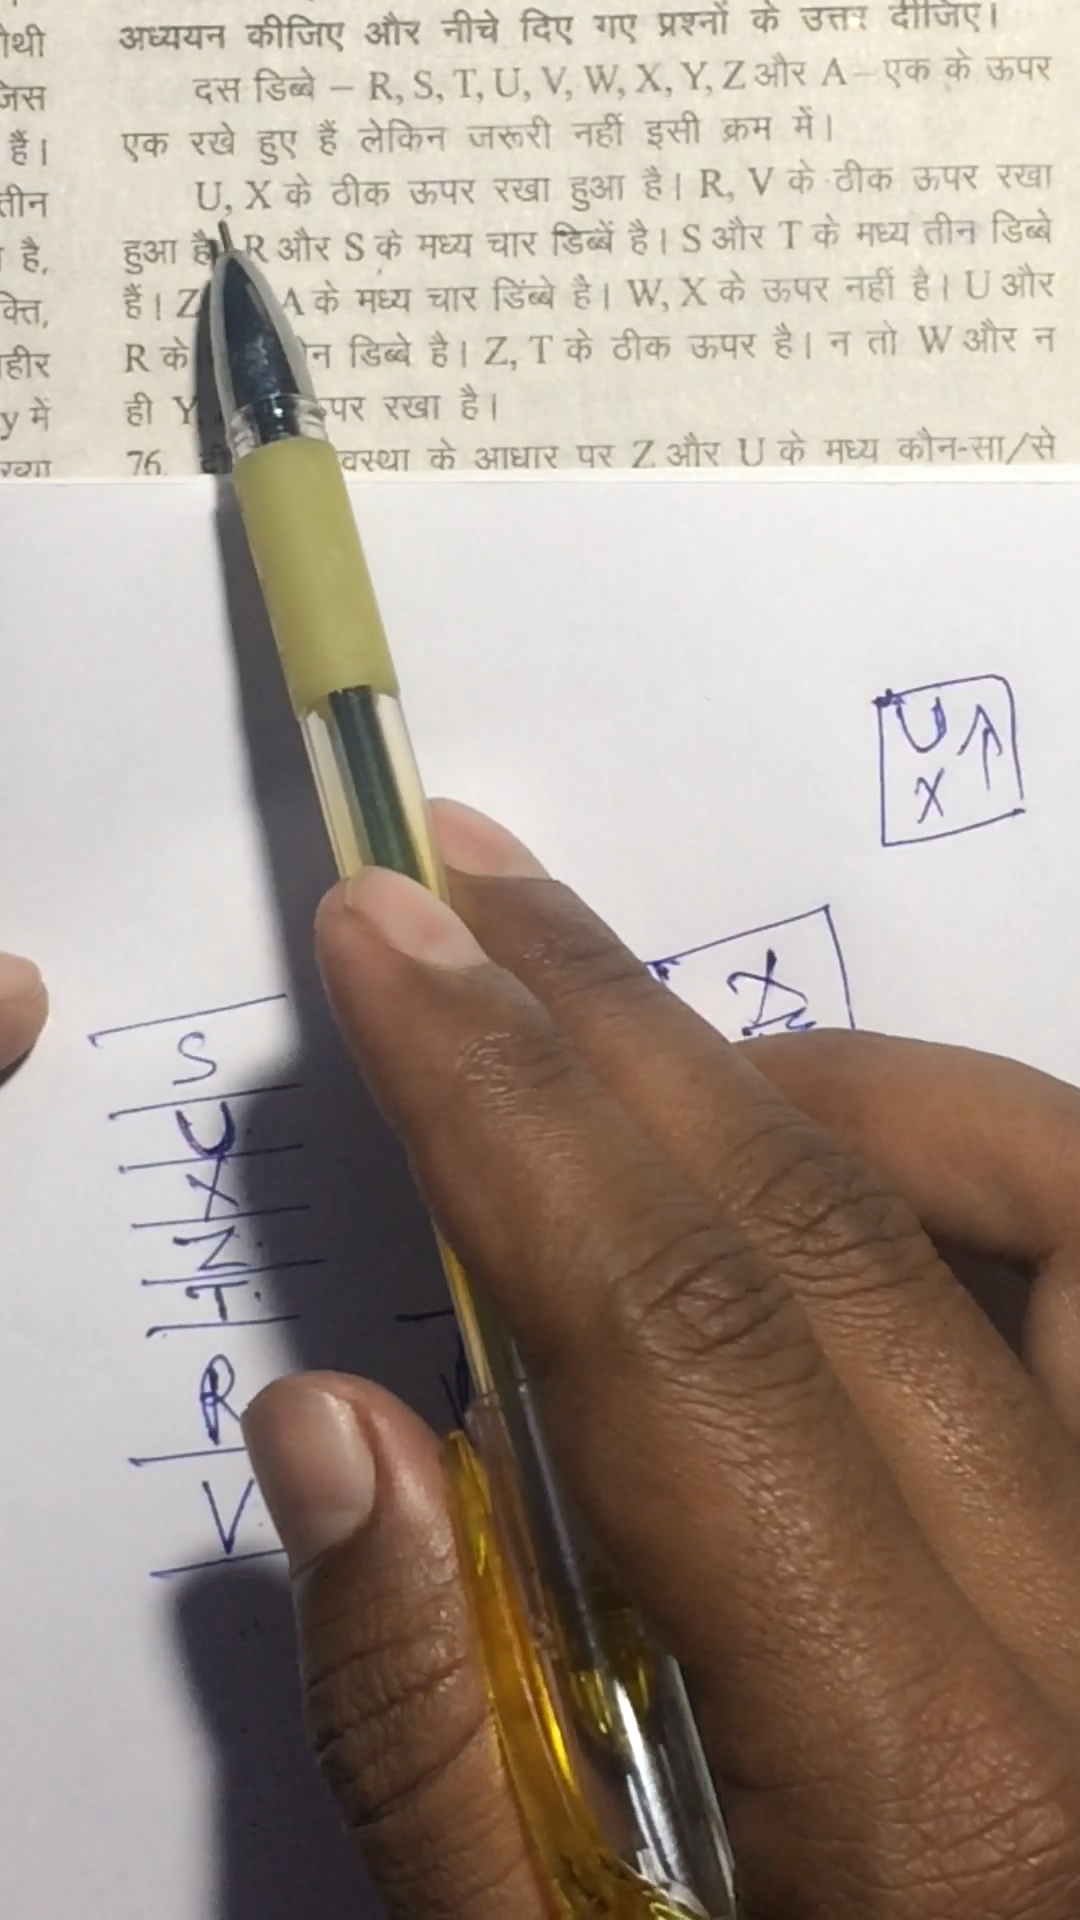 ोथी
जिस
हैं।
तीन
है,
क्ति,
हीर
y में
अध्ययन कीजिए और नीचे दिए गए प्रश्नों के उत्तर दीजिए।
दस डिब्बे – R, S, T, U, V, W, X, Y, Z और A – एक के ऊपर
एक रखे हुए हैं लेकिन जरूरी नहीं इसी क्रम में।
U, X के ठीक ऊपर रखा हुआ है। R, V के ठीक ऊपर रखा
हुआ है R और S के मध्य चार डिब्बें है। S और T के मध्य तीन डिब्बे
हैं। Z A के मध्य चार डिब्बे है। W, X के ऊपर नहीं है। U और
R के न डिब्बे है। Z, T के ठीक ऊपर है। न तो W और न
ही Y पर रखा है।
76. वस्था के आधार पर Z और U के मध्य कौन-सा/से
U
X
X
S
U
X
Z
T
R
V